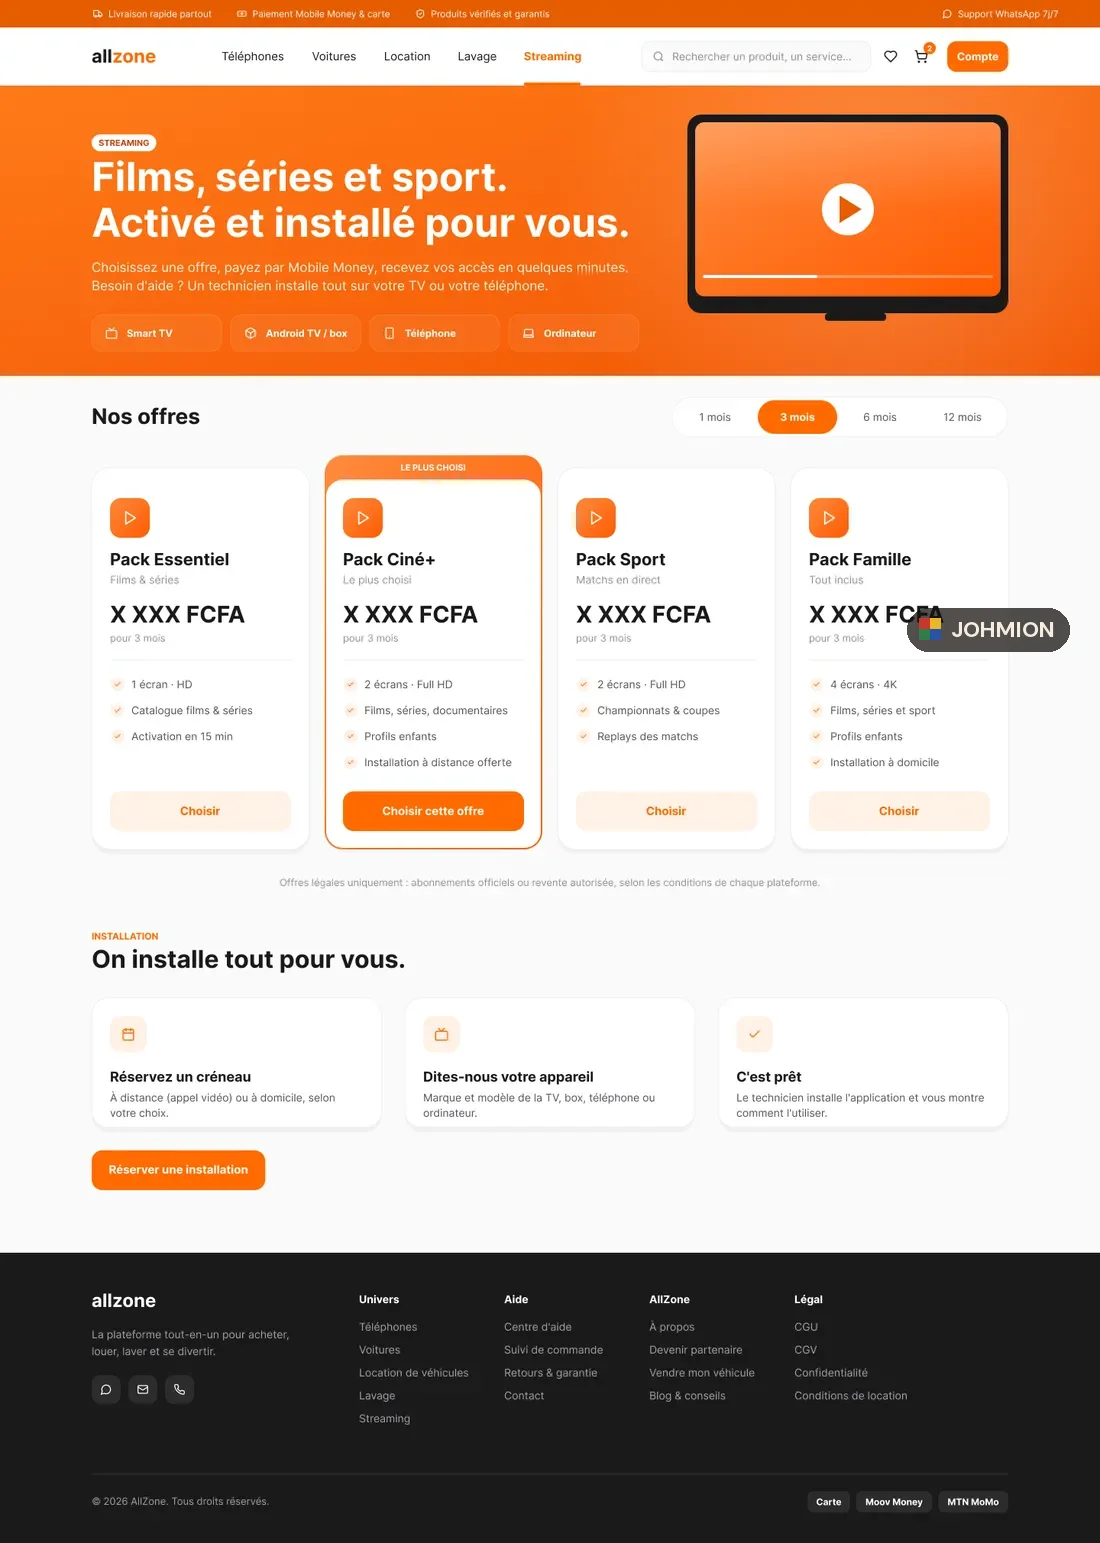 Livraison rapide partout
Paiement Mobile Money & carte
Produits vérifiés et garantis
Support WhatsApp 7j/7
allzone
Téléphones
Voitures
Location
Lavage
Streaming
Rechercher un produit, un service...
2
Compte
STREAMING
Films, séries et sport.
Activé et installé pour vous.
Choisissez une offre, payez par Mobile Money, recevez vos accès en quelques minutes.
Besoin d'aide ? Un technicien installe tout sur votre TV ou votre téléphone.
Smart TV
Android TV / box
Téléphone
Ordinateur
Nos offres
1 mois
3 mois
6 mois
12 mois
Pack Essentiel
Films & séries
X XXX FCFA
pour 3 mois
1 écran · HD
Catalogue films & séries
Activation en 15 min
Choisir
LE PLUS CHOISI
Pack Ciné+
Le plus choisi
X XXX FCFA
pour 3 mois
2 écrans · Full HD
Films, séries, documentaires
Profils enfants
Installation à distance offerte
Choisir cette offre
Pack Sport
Matchs en direct
X XXX FCFA
pour 3 mois
2 écrans · Full HD
Championnats & coupes
Replays des matchs
Choisir
Pack Famille
Tout inclus
X XXX FCFA
pour 3 mois
JOHMION
4 écrans · 4K
Films, séries et sport
Profils enfants
Installation à domicile
Choisir
Offres légales uniquement : abonnements officiels ou revente autorisée, selon les conditions de chaque plateforme.
INSTALLATION
On installe tout pour vous.
Réservez un créneau
À distance (appel vidéo) ou à domicile, selon
votre choix.
Dites-nous votre appareil
Marque et modèle de la TV, box, téléphone ou
ordinateur.
C'est prêt
Le technicien installe l'application et vous montre
comment l'utiliser.
Réserver une installation
allzone
La plateforme tout-en-un pour acheter,
louer, laver et se divertir.
Univers
Téléphones
Voitures
Location de véhicules
Lavage
Streaming
Aide
Centre d'aide
Suivi de commande
Retours & garantie
Contact
AllZone
À propos
Devenir partenaire
Vendre mon véhicule
Blog & conseils
Légal
CGU
CGV
Confidentialité
Conditions de location
© 2026 AllZone. Tous droits réservés.
Carte
Moov Money
MTN MoMo